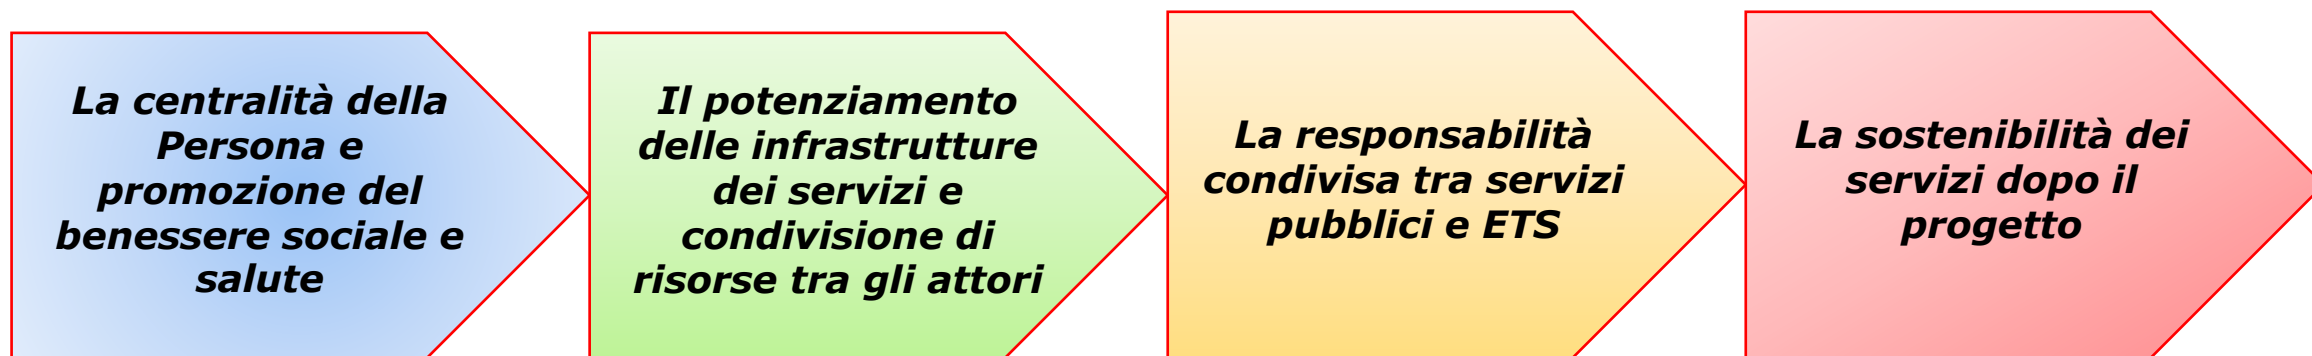 La centralità della
Persona e
promozione del
benessere sociale e
salute
Il potenziamento
delle infrastrutture
dei servizi e
condivisione di
risorse tra gli attori
La responsabilità
condivisa tra servizi
pubblici e ETS
La sostenibilità dei
servizi dopo il
progetto